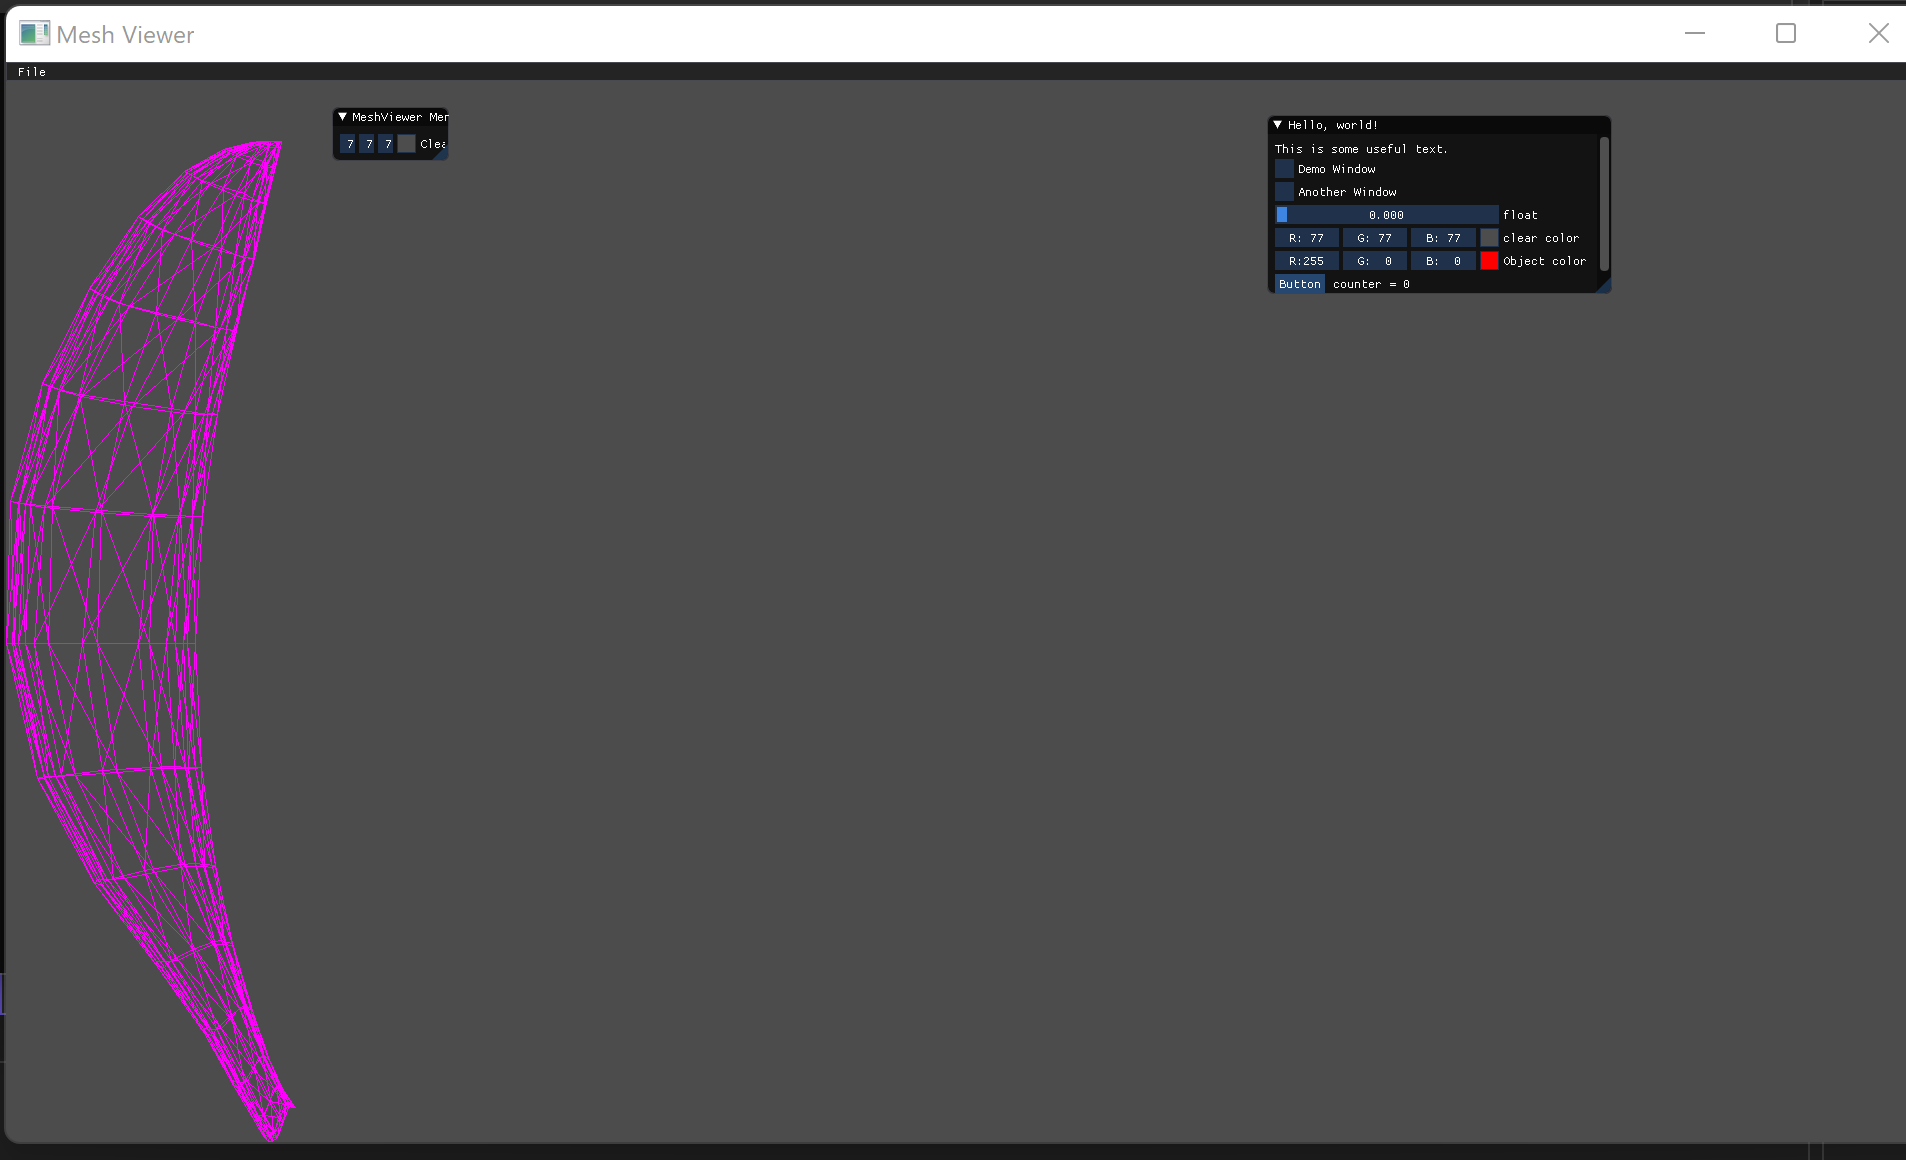 Mesh Viewer
File
MeshViewer Mer
7 7 7 Clea
Hello, world!
This is some useful text.
Demo Window
Another Window
0.000 float
R: 77 G: 77 B: 77 clear color
R:255 G: 0 B: 0 Object color
Button counter = 0